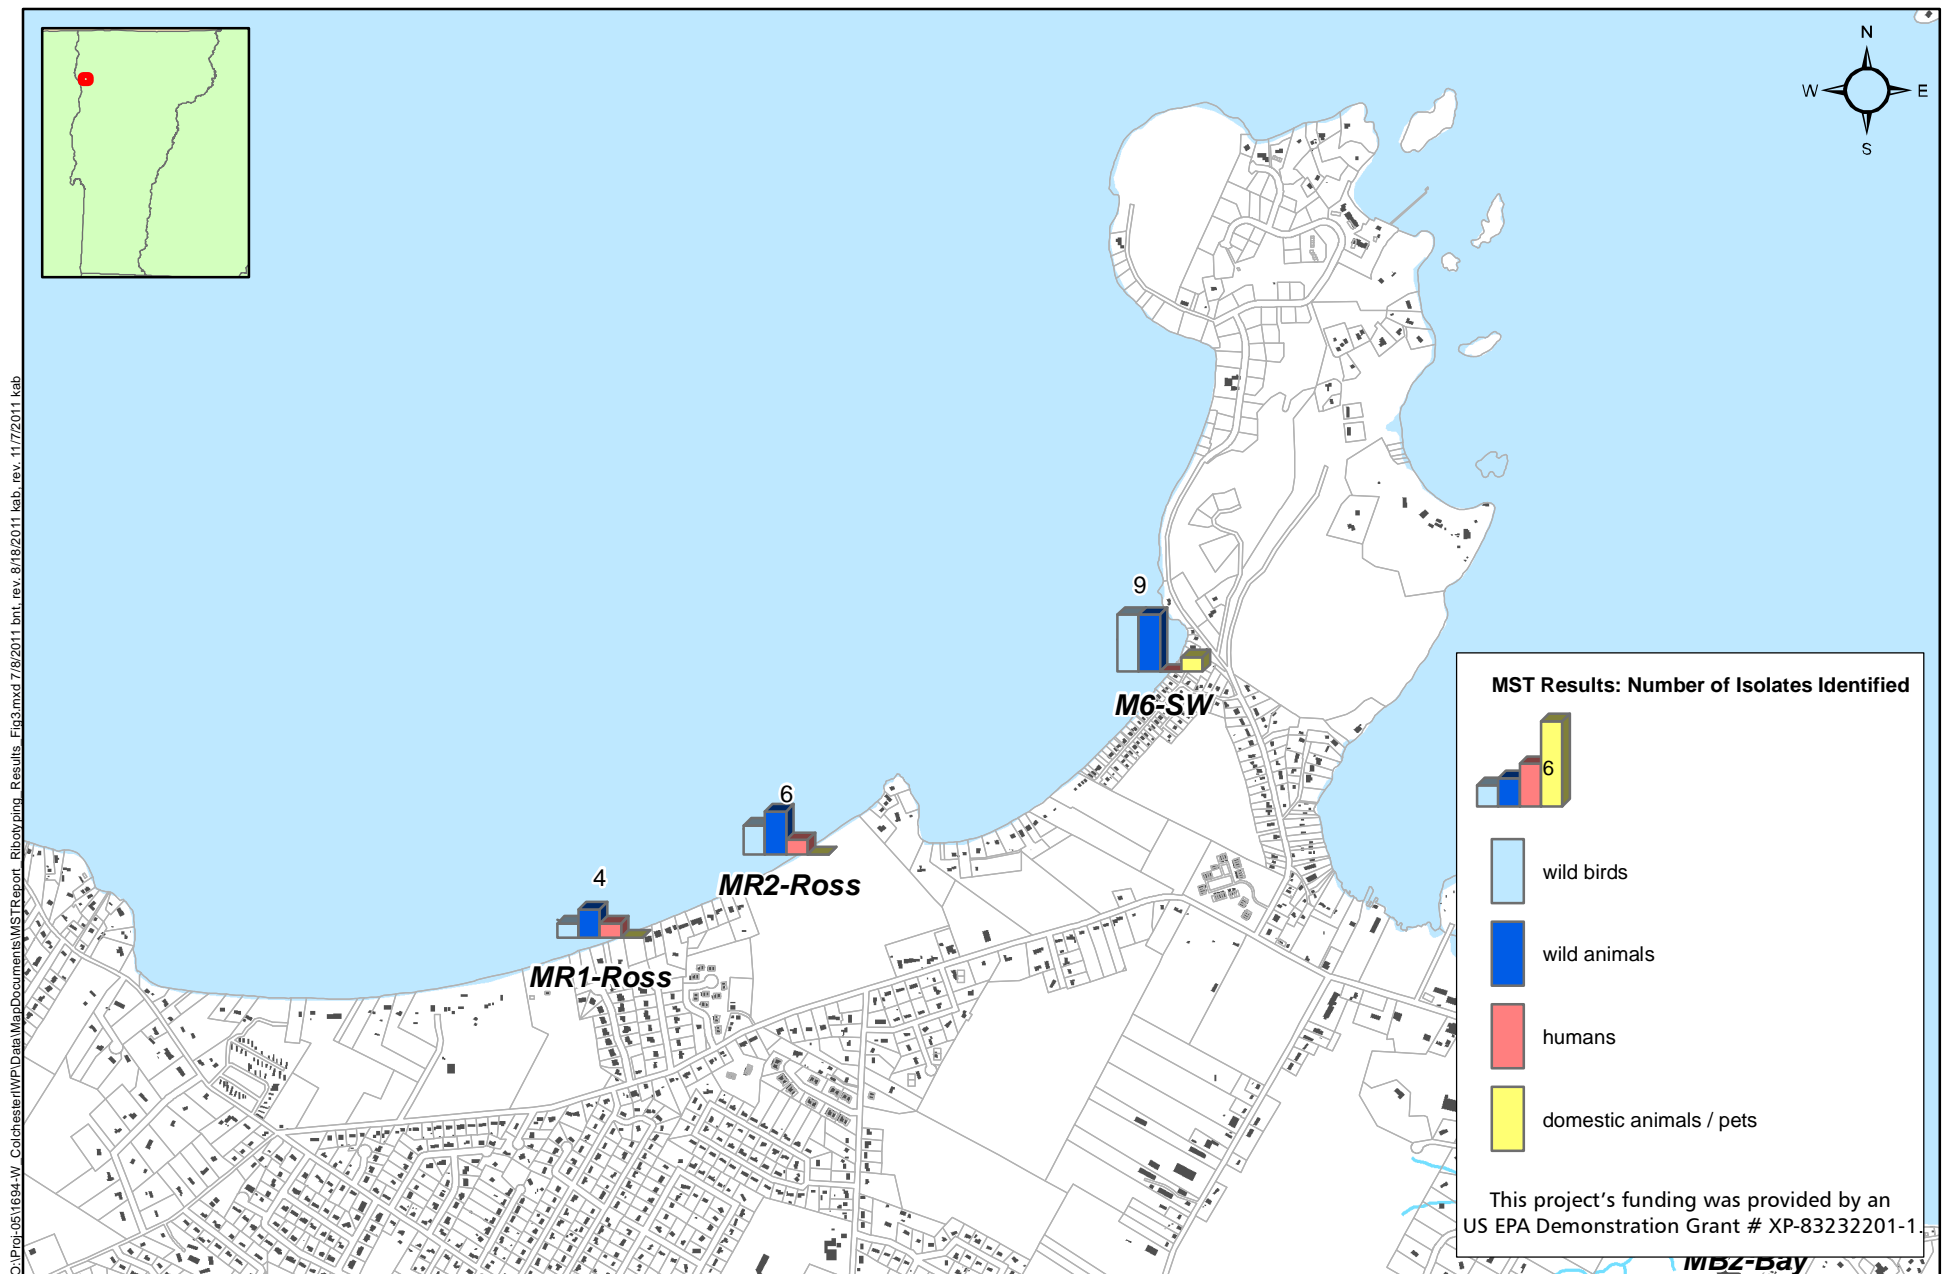 N
W E
S
9
M6-SW
6
MR2-Ross
4
MR1-Ross
MST Results: Number of Isolates Identified
6
wild birds
wild animals
humans
domestic animals / pets
This project's funding was provided by an
US EPA Demonstration Grant # XP-83232201-1.
MB2-Bay
O:\Proj-05\1694-W_ColchesterIWP\Data\MapDocuments\MSTReport_Ribotyping_Results_Fig3.mxd 7/8/2011 bnt, rev. 8/18/2011 kab, rev. 11/7/2011 kab